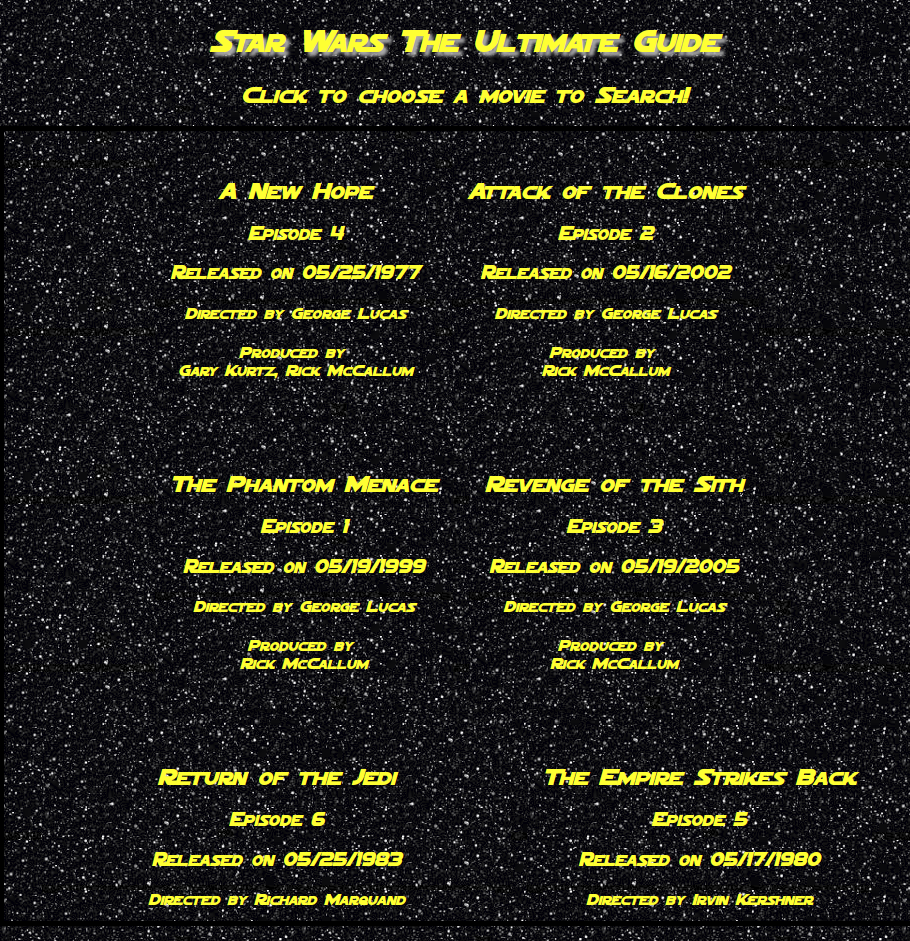 Star Wars The Ultimate Guide
Click to choose a movie to Search!
A New Hope
Episode 4
Released on 05/25/1977
Directed by George Lucas
Produced by
Gary Kurtz, Rick McCallum
Attack of the Clones
Episode 2
Released on 05/16/2002
Directed by George Lucas
Produced by
Rick McCallum
The Phantom Menace
Episode 1
Released on 05/19/1999
Directed by George Lucas
Produced by
Rick McCallum
Revenge of the Sith
Episode 3
Released on 05/19/2005
Directed by George Lucas
Produced by
Rick McCallum
Return of the Jedi
Episode 6
Released on 05/25/1983
Directed by Richard Marquand
The Empire Strikes Back
Episode 5
Released on 05/17/1980
Directed by Irvin Kershner